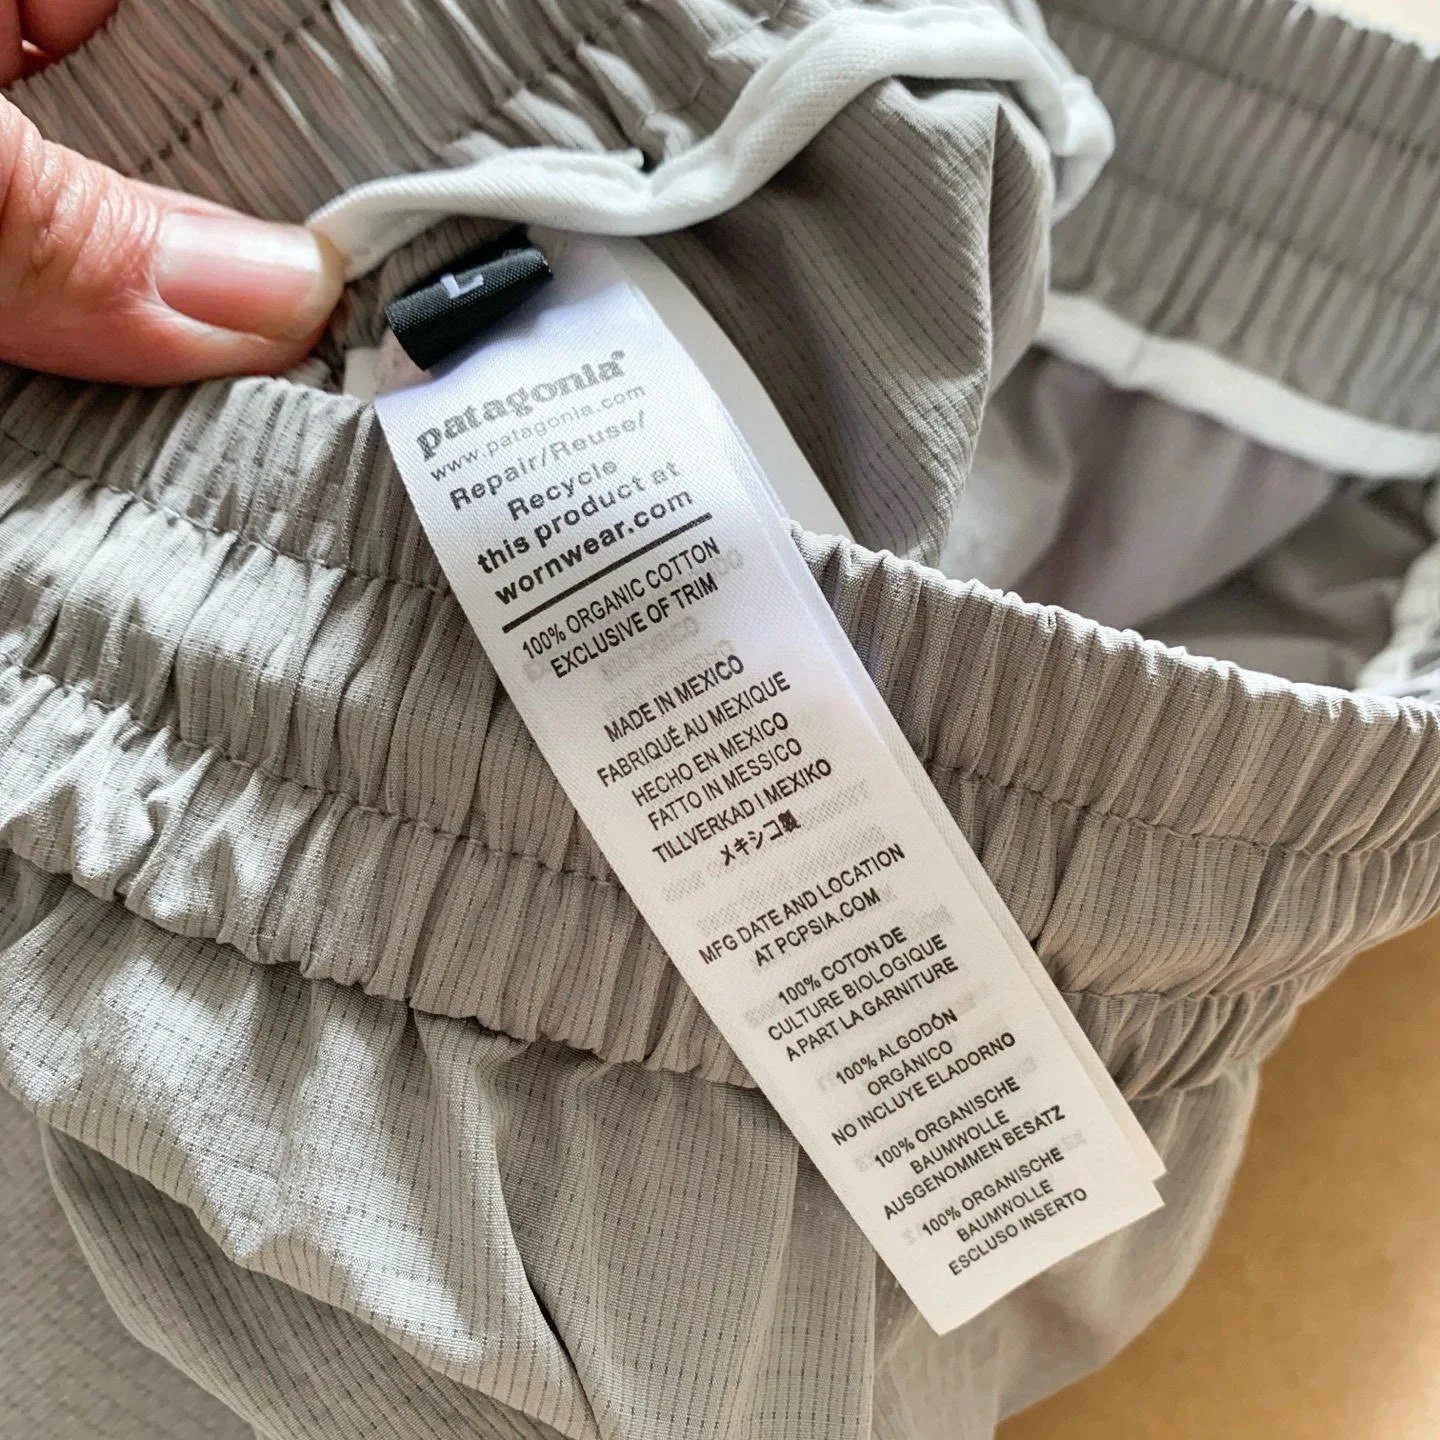 L
patagonia®
www.patagonia.com
Repair/Reuse/
Recycle
this product at
wornwear.com
100% ORGANIC COTTON
EXCLUSIVE OF TRIM
MADE IN MEXICO
FABRIQUÉ AU MEXIQUE
HECHO EN MEXICO
FATTO IN MESSICO
TILLVERKAD I MEXIKO
メキシコ製
MFG DATE AND LOCATION
AT PCPSIA.COM
100% COTON DE
CULTURE BIOLOGIQUE
A PART LA GARNITURE
100% ALGODÓN
ORGÁNICO
NO INCLUYE ELADORNO
100% ORGANISCHE
BAUMWOLLE
AUSGENOMMEN BESATZ
100% ORGANISCHE
BAUMWOLLE
ESCLUSO INSERTO